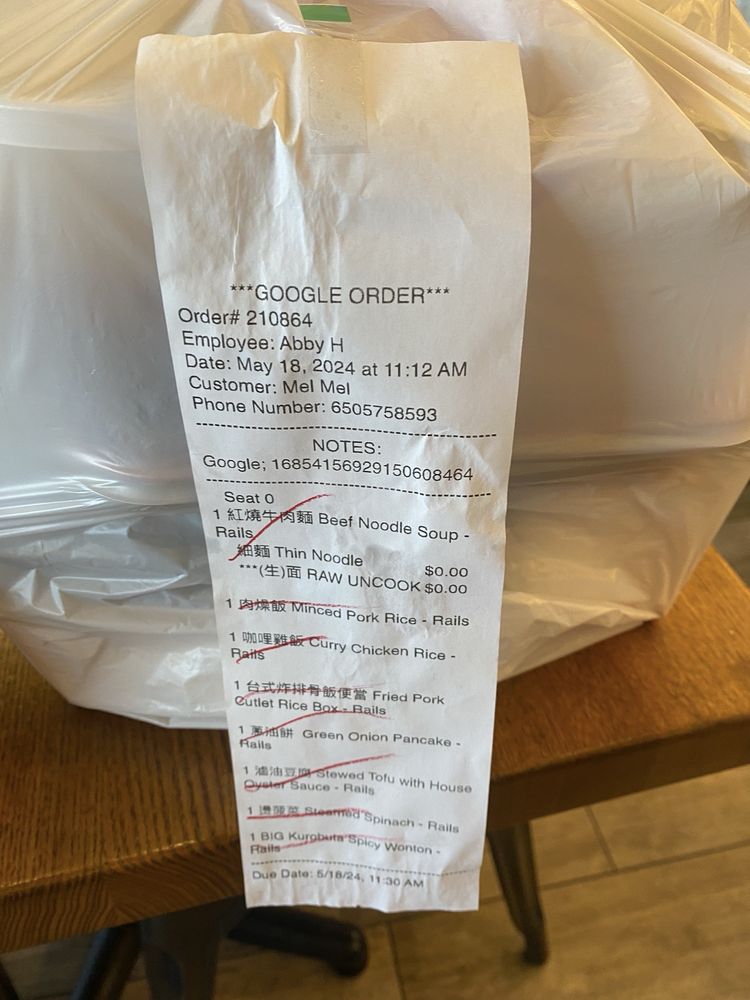 ***GOOGLE ORDER***
Order# 210864
Employee: Abby H
Date: May 18, 2024 at 11:12 AM
Customer: Mel Mel
Phone Number: 6505758593
NOTES:
Google; 16854156929150608464
Seat 0
1 紅燒牛肉麵 Beef Noodle Soup -
Rails
細麵 Thin Noodle $0.00
***(生)面 RAW UNCOOK $0.00
1 肉燥飯 Minced Pork Rice - Rails
1 咖哩雞飯 Curry Chicken Rice -
Rails
1 台式炸排骨飯便當 Fried Pork
Cutlet Rice Box - Rails
1 蔥油餅 Green Onion Pancake -
Rails
1 滷油豆腐 Stewed Tofu with House
Oyster Sauce - Rails
1 燙菠菜 Steamed Spinach - Rails
1 BIG Kurobuta Spicy Wonton -
Rails
Due Date: 5/18/24, 11:30 AM